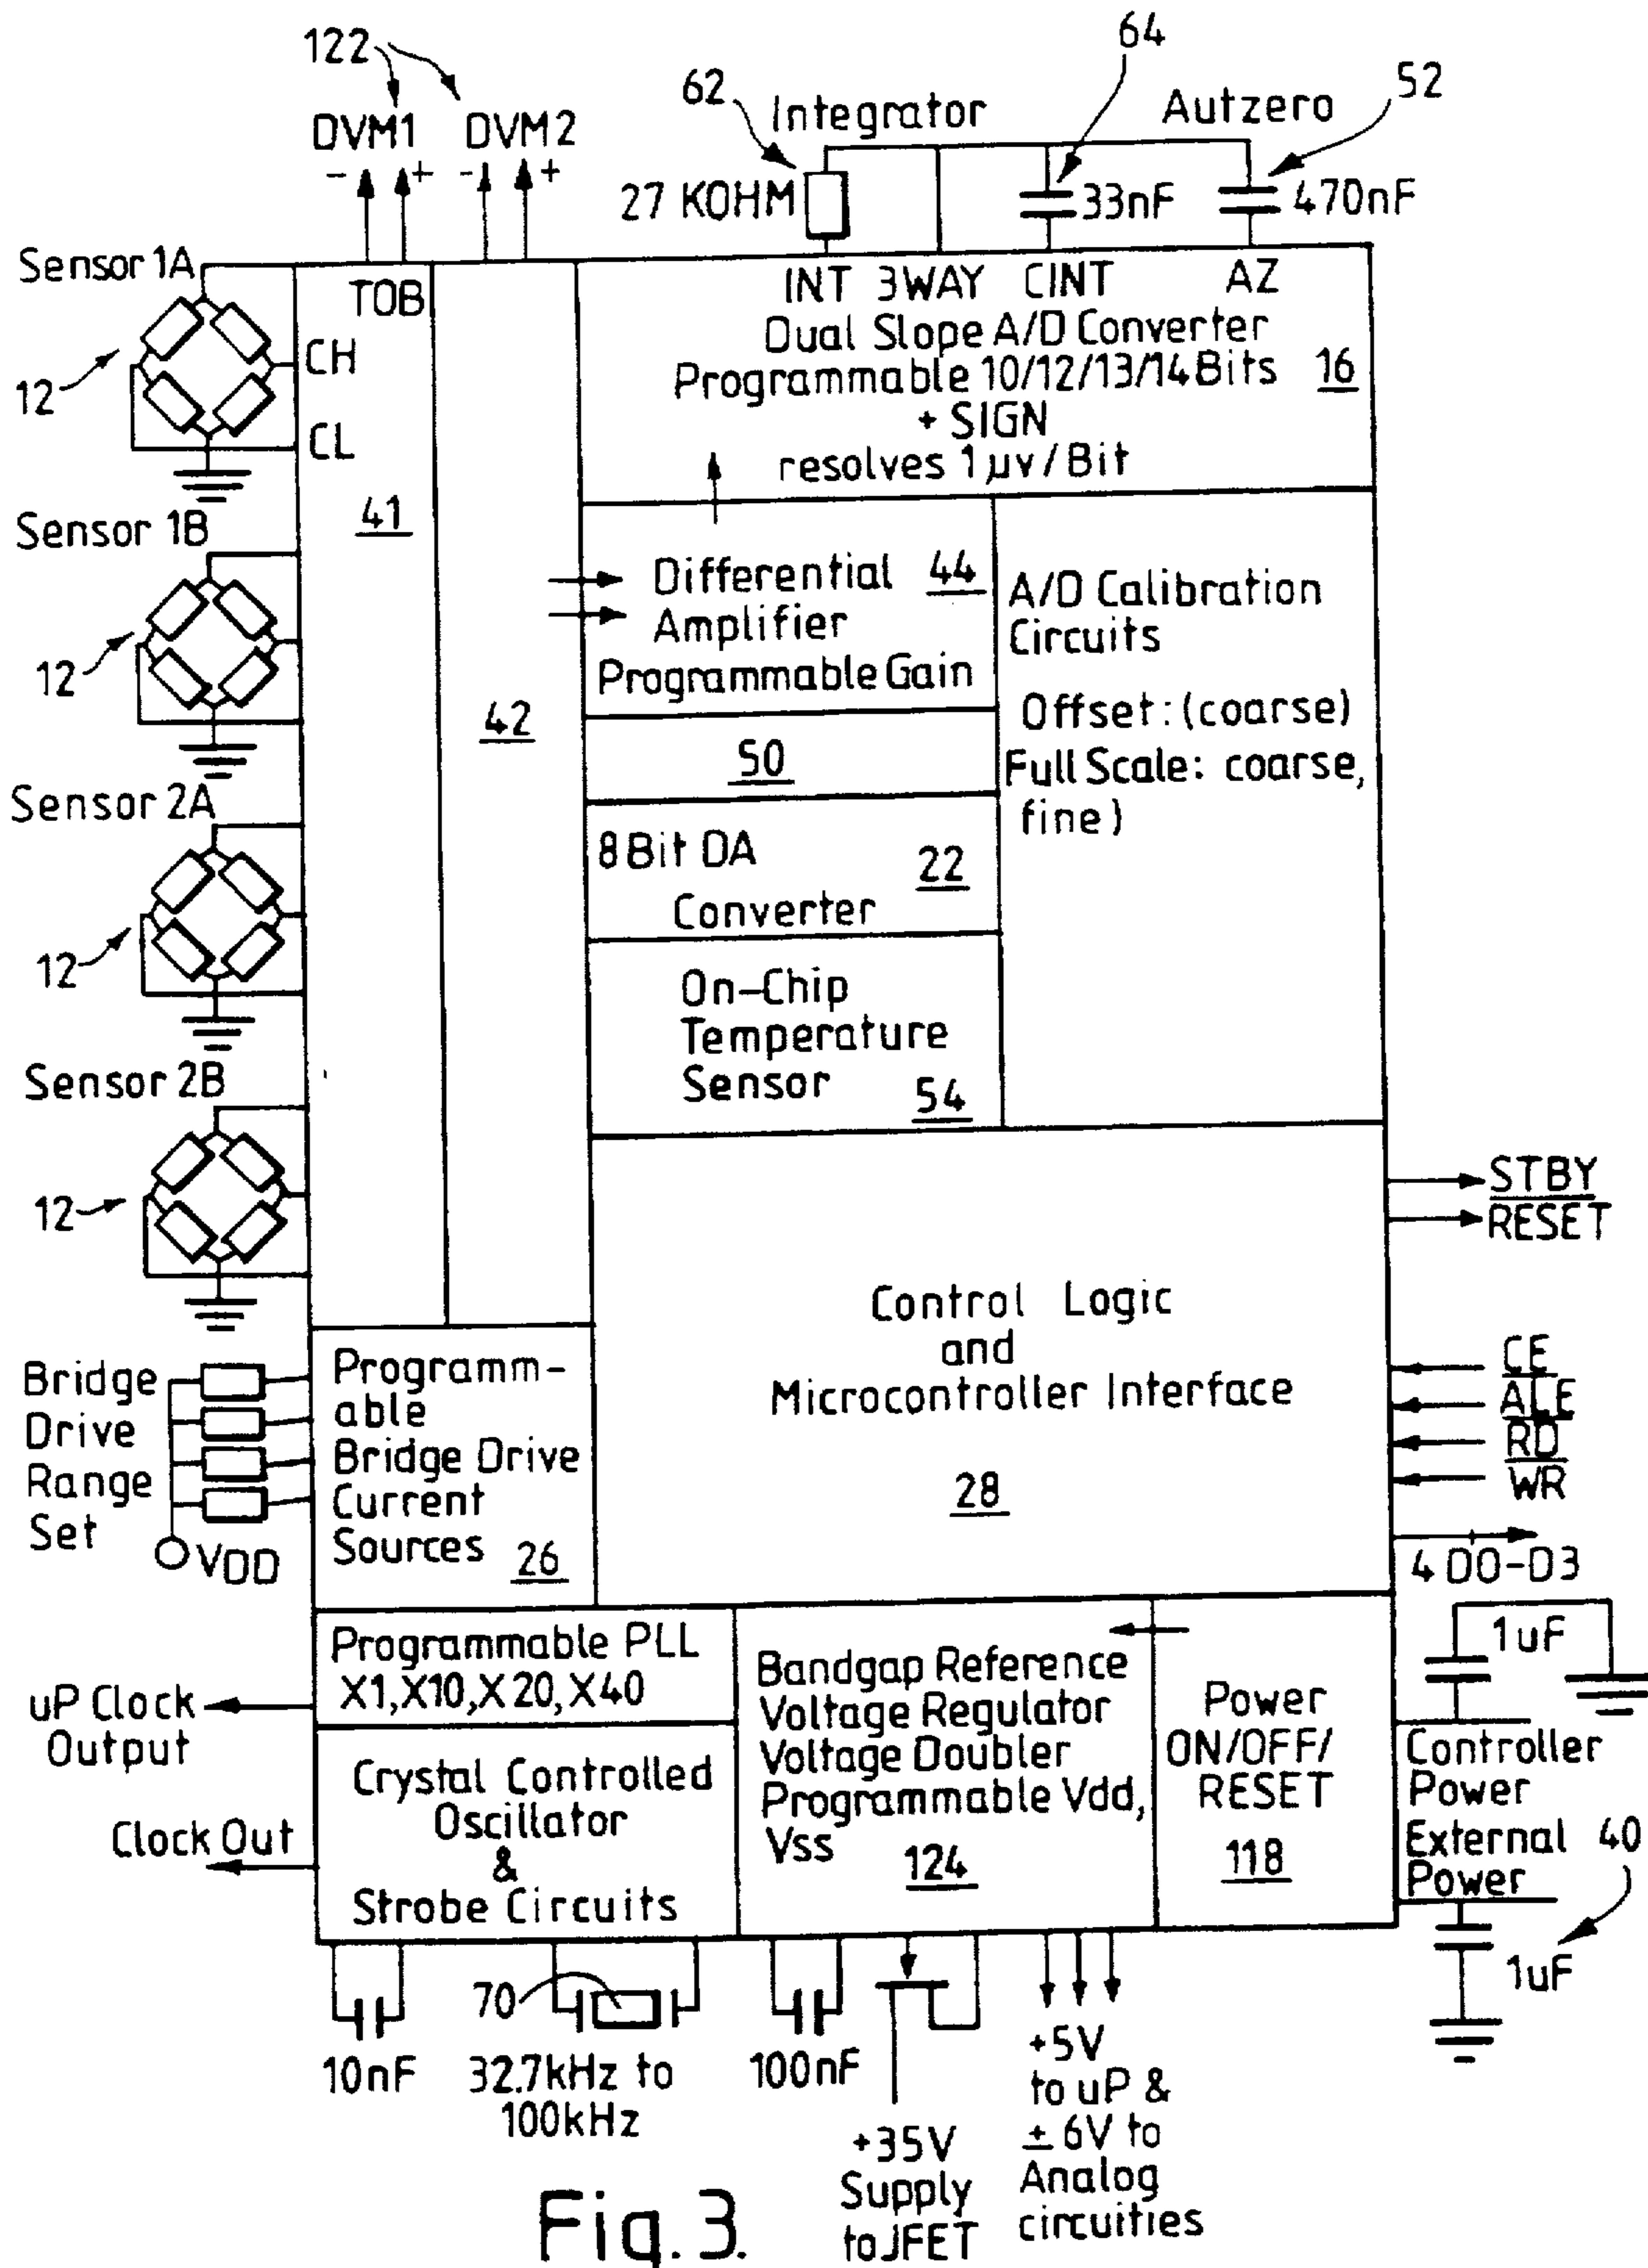 122
DVM1 DVM2
- + - +
62
Integrator
64
Autzero
52
27 KOHM
33nF
470nF
Sensor 1A
12
TOB
CH
CL
INT 3WAY CINT AZ
Dual Slope A/D Converter
Programmable 10/12/13/14Bits 16
+ SIGN
resolves 1 µv/Bit
Sensor 1B
12
41
42
Differential 44
Amplifier
Programmable Gain
A/D Calibration
Circuits
Offset: (coarse)
Full Scale: coarse,
fine)
50
Sensor 2A
12
8Bit DA
22
Converter
On-Chip
Temperature
Sensor
54
Sensor 2B
12
STBY
RESET
Control Logic
and
Microcontroller Interface
28
CE
ALE
RD
WR
4 D0-D3
Bridge
Drive
Range
Set
VDD
Programm-
able
Bridge Drive
Current
Sources 26
Programmable PLL
X1,X10,X20,X40
uP Clock
Output
Crystal Controlled
Oscillator
&
Strobe Circuits
Clock Out
Bandgap Reference
Voltage Regulator
Voltage Doubler
Programmable Vdd,
Vss
124
Power
ON/OFF/
RESET
118
1uF
Controller
Power
External 40
Power
1uF
10nF
70
32.7kHz to
100kHz
100nF
+35V
Supply
to JFET
+5V
to uP &
± 6V to
Analog
circuities
Fig. 3.